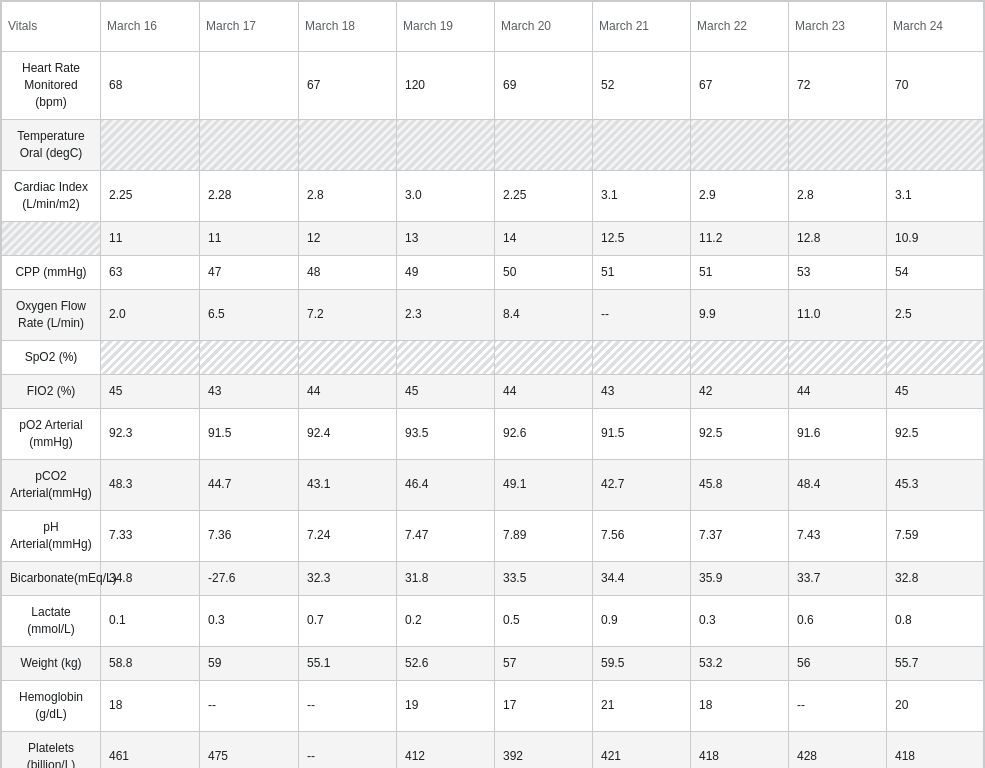 Vitals March 16 March 17 March 18 March 19 March 20 March 21 March 22 March 23 March 24
Heart Rate
Monitored
(bpm)
68 67 120 69 52 67 72 70
Temperature
Oral (degC)
Cardiac Index
(L/min/m2)
2.25 2.28 2.8 3.0 2.25 3.1 2.9 2.8 3.1
11 11 12 13 14 12.5 11.2 12.8 10.9
CPP (mmHg) 63 47 48 49 50 51 51 53 54
Oxygen Flow
Rate (L/min)
2.0 6.5 7.2 2.3 8.4 -- 9.9 11.0 2.5
SpO2 (%)
FIO2 (%) 45 43 44 45 44 43 42 44 45
pO2 Arterial
(mmHg)
92.3 91.5 92.4 93.5 92.6 91.5 92.5 91.6 92.5
pCO2
Arterial(mmHg)
48.3 44.7 43.1 46.4 49.1 42.7 45.8 48.4 45.3
pH
Arterial(mmHg)
7.33 7.36 7.24 7.47 7.89 7.56 7.37 7.43 7.59
Bicarbonate(mEq/L) 34.8 -27.6 32.3 31.8 33.5 34.4 35.9 33.7 32.8
Lactate
(mmol/L)
0.1 0.3 0.7 0.2 0.5 0.9 0.3 0.6 0.8
Weight (kg) 58.8 59 55.1 52.6 57 59.5 53.2 56 55.7
Hemoglobin
(g/dL)
18 -- -- 19 17 21 18 -- 20
Platelets
(billion/L)
461 475 -- 412 392 421 418 428 418